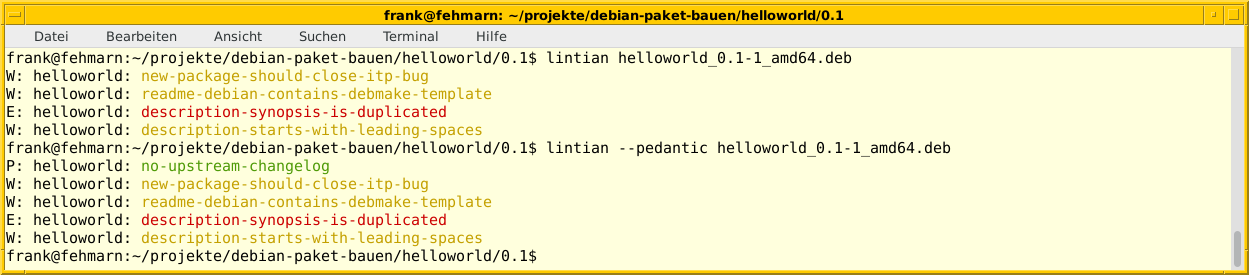 frank@fehmarn: ~/projekte/debian-paket-bauen/helloworld/0.1
Datei Bearbeiten Ansicht Suchen Terminal Hilfe
frank@fehmarn:~/projekte/debian-paket-bauen/helloworld/0.1$ lintian helloworld_0.1-1_amd64.deb
W: helloworld: new-package-should-close-itp-bug
W: helloworld: readme-debian-contains-debmake-template
E: helloworld: description-synopsis-is-duplicated
W: helloworld: description-starts-with-leading-spaces
frank@fehmarn:~/projekte/debian-paket-bauen/helloworld/0.1$ lintian --pedantic helloworld_0.1-1_amd64.deb
P: helloworld: no-upstream-changelog
W: helloworld: new-package-should-close-itp-bug
W: helloworld: readme-debian-contains-debmake-template
E: helloworld: description-synopsis-is-duplicated
W: helloworld: description-starts-with-leading-spaces
frank@fehmarn:~/projekte/debian-paket-bauen/helloworld/0.1$